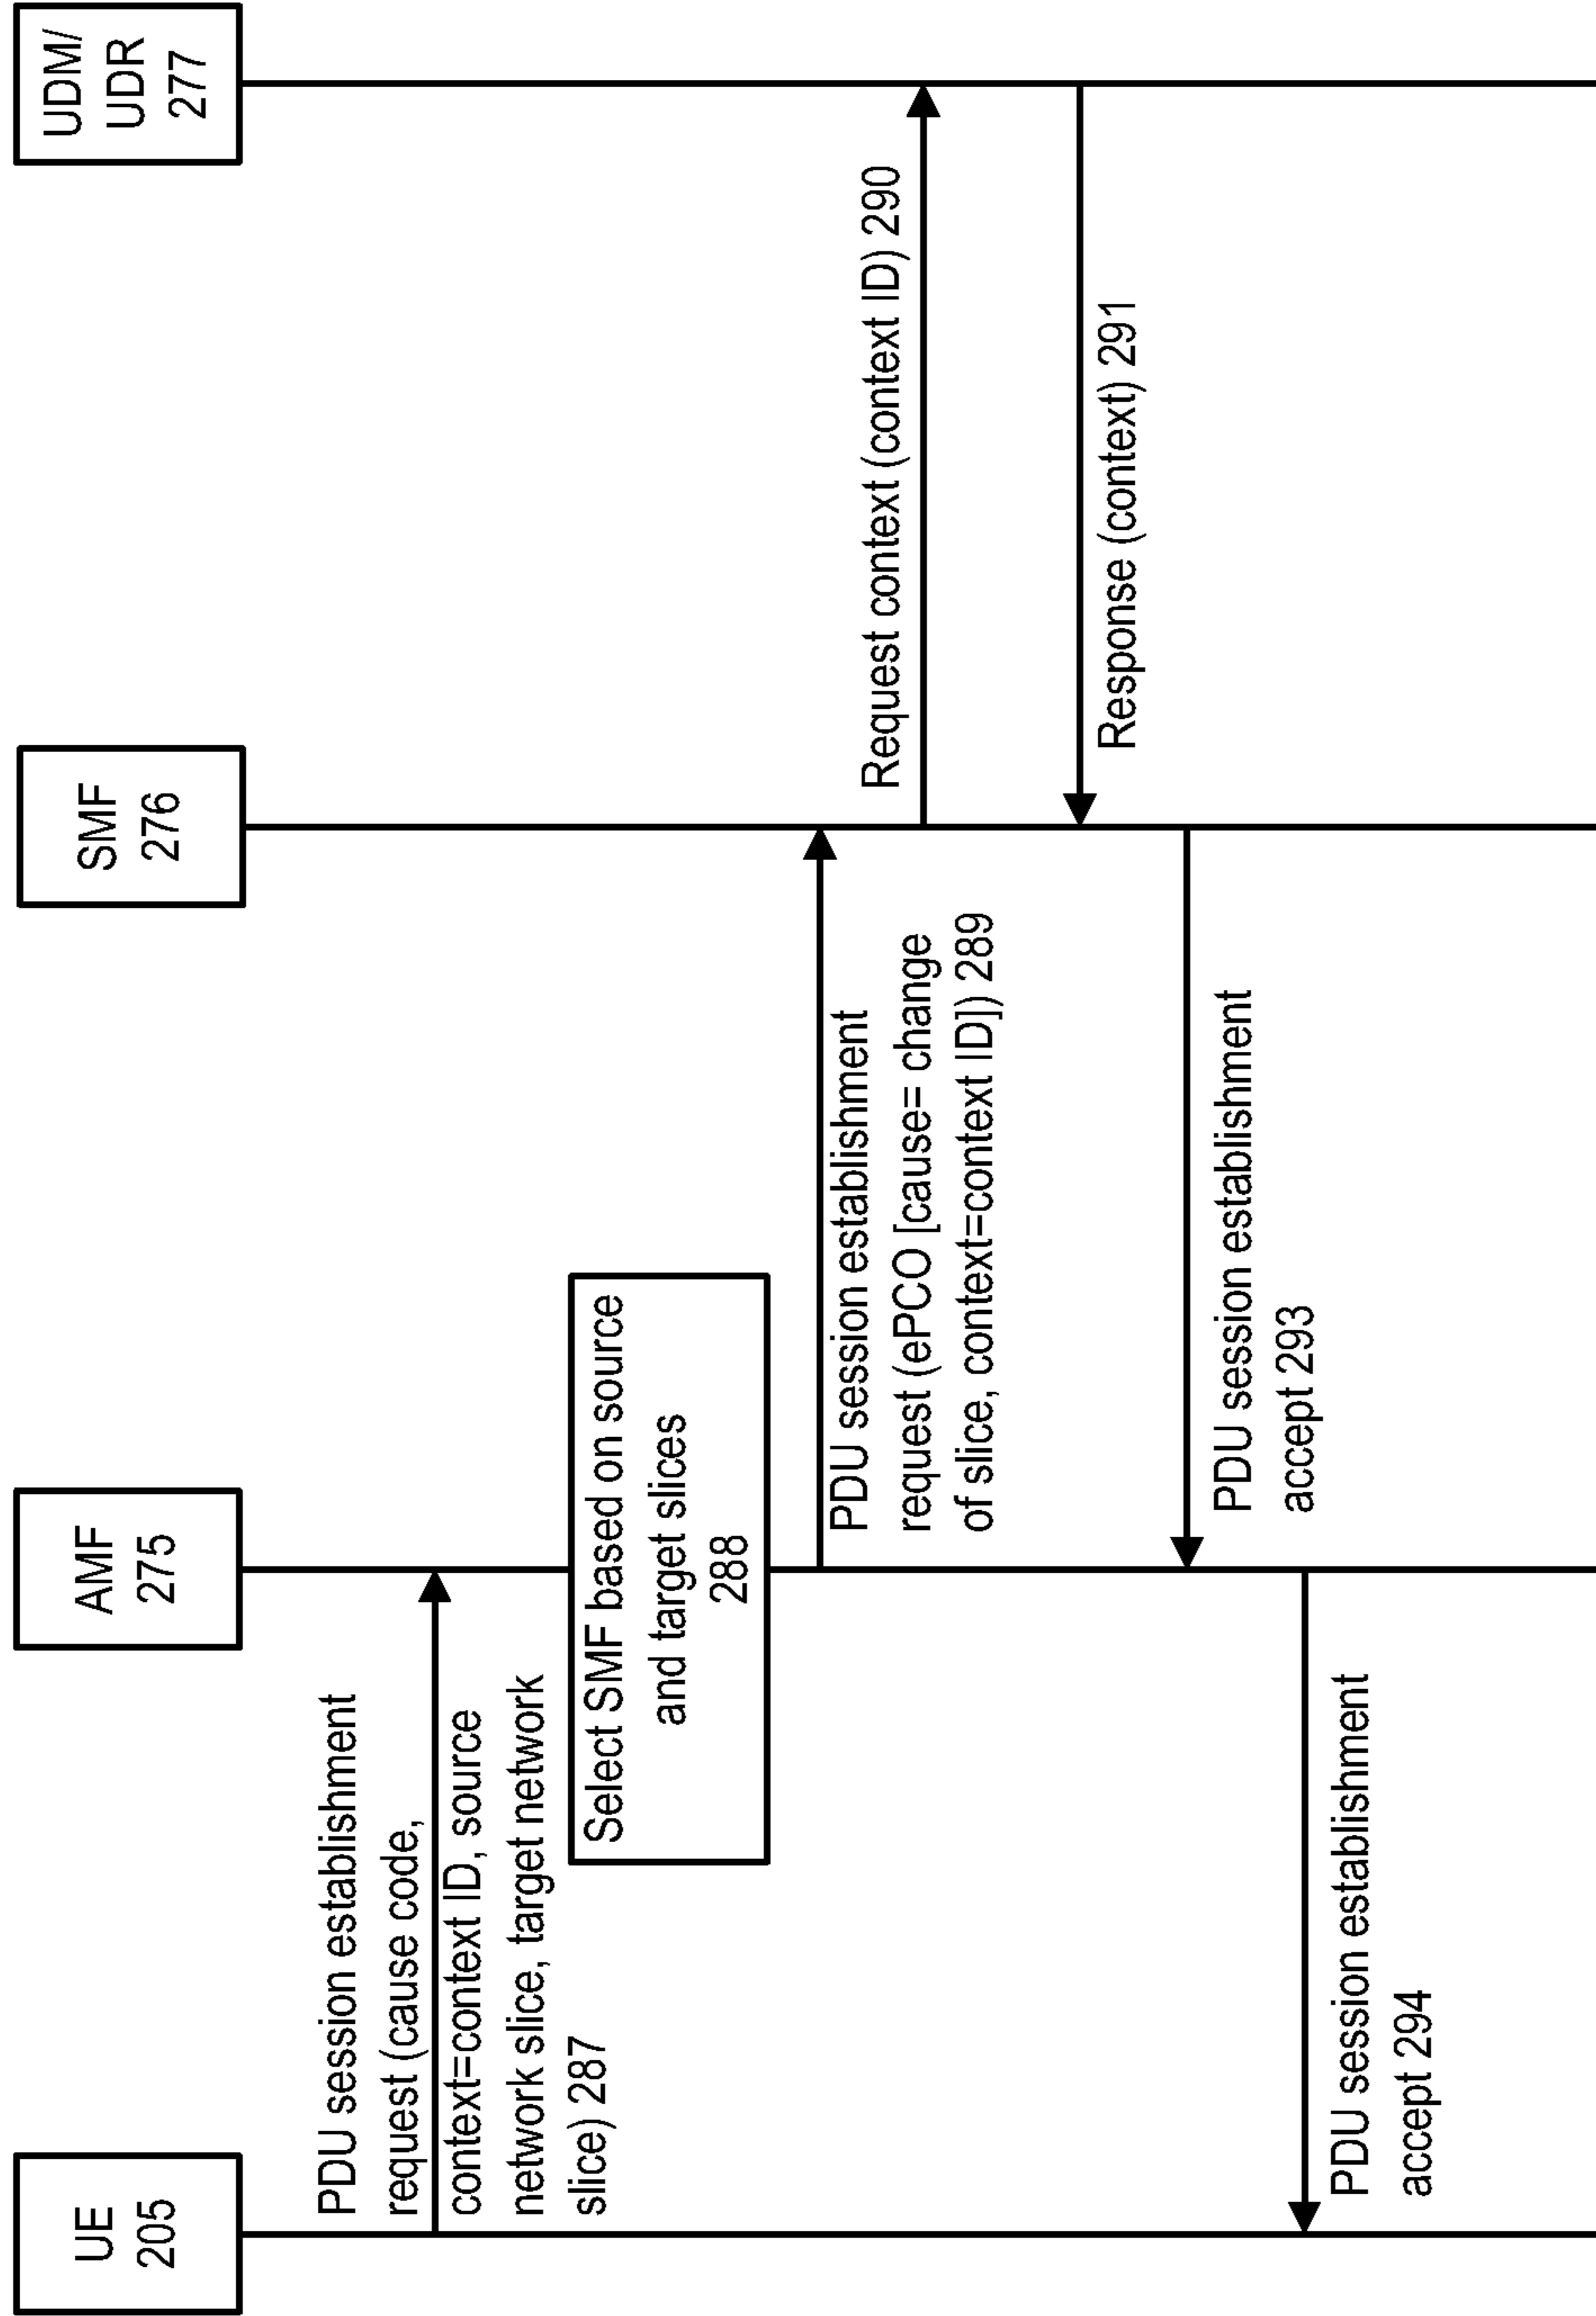 UE
205
AMF
275
SMF
276
UDM/
UDR
277
PDU session establishment
request (cause code,
context=context ID, source
network slice, target network
slice) 287
Select SMF based on source
and target slices
288
PDU session establishment
request (ePCO [cause= change
of slice, context=context ID]) 289
Request context (context ID) 290
Response (context) 291
PDU session establishment
accept 293
PDU session establishment
accept 294